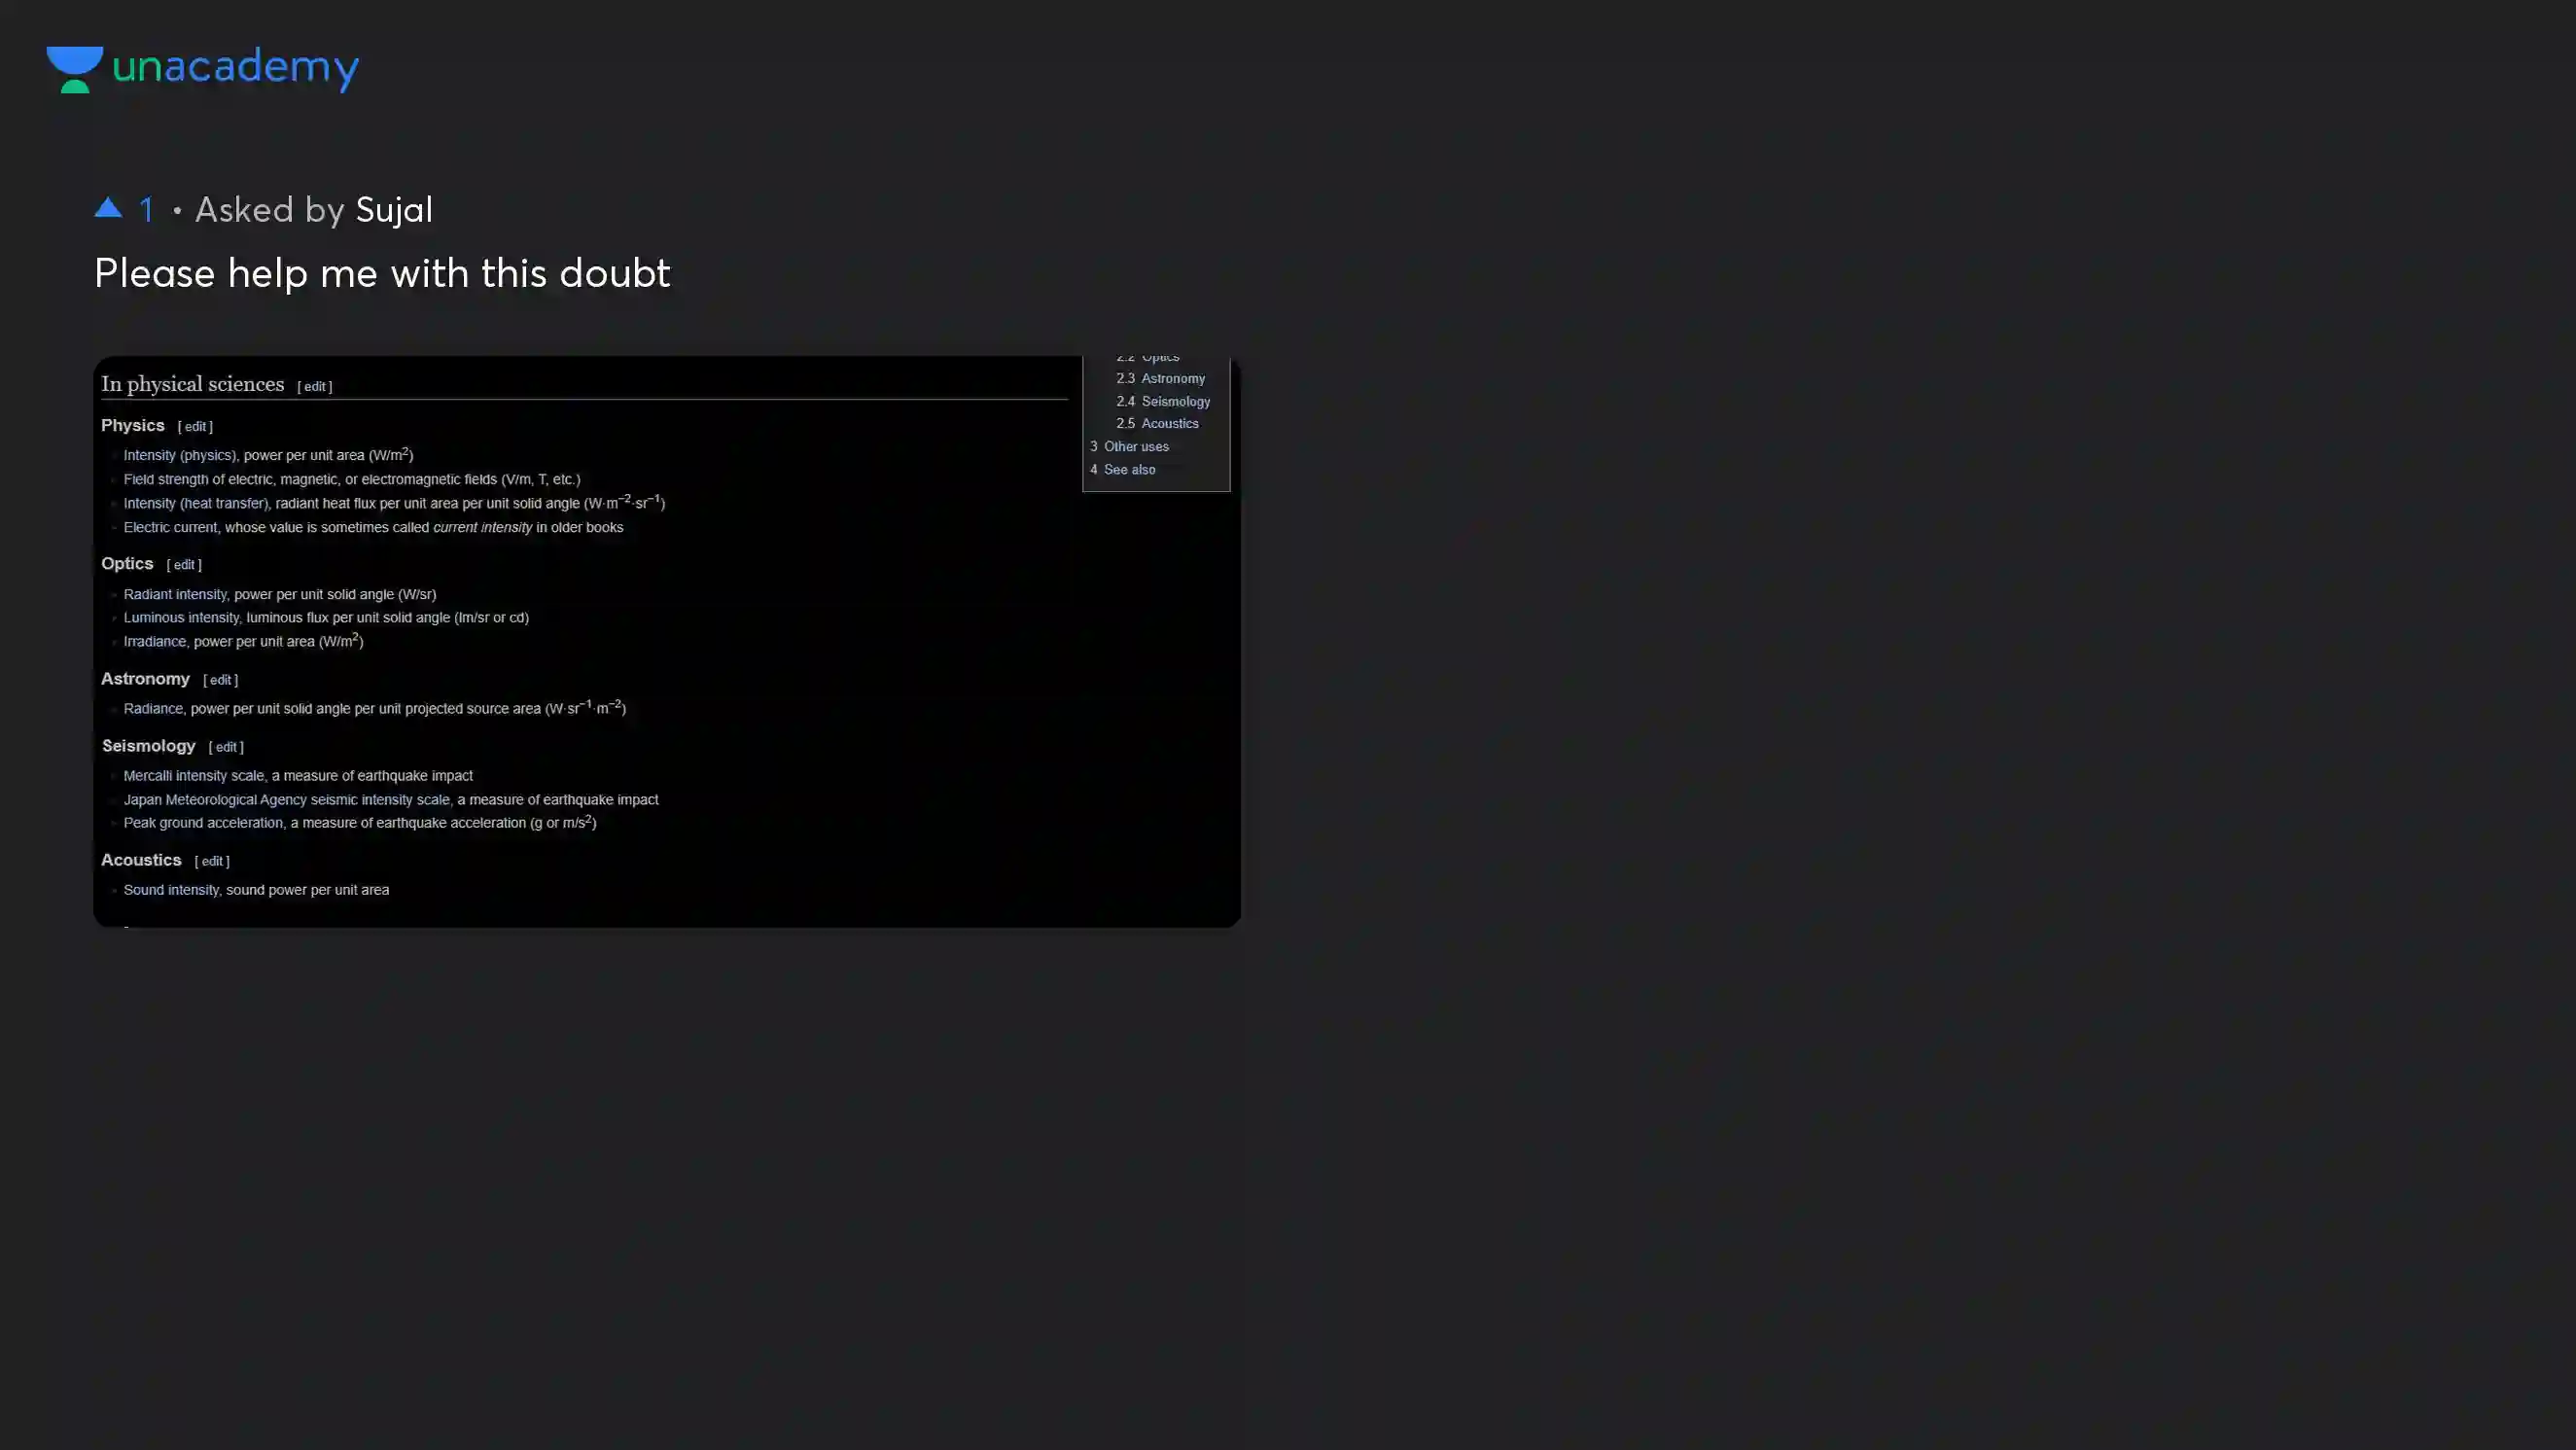 unacademy
1 • Asked by Sujal
Please help me with this doubt
In physical sciences [ edit ]
Physics [ edit ]
Intensity (physics), power per unit area (W/m²)
Field strength of electric, magnetic, or electromagnetic fields (V/m, T, etc.)
Intensity (heat transfer), radiant heat flux per unit area per unit solid angle (W·m⁻²·sr⁻¹)
Electric current, whose value is sometimes called current intensity in older books
Optics [ edit ]
Radiant intensity, power per unit solid angle (W/sr)
Luminous intensity, luminous flux per unit solid angle (lm/sr or cd)
Irradiance, power per unit area (W/m²)
Astronomy [ edit ]
Radiance, power per unit solid angle per unit projected source area (W·sr⁻¹·m⁻²)
Seismology [ edit ]
Mercalli intensity scale, a measure of earthquake impact
Japan Meteorological Agency seismic intensity scale, a measure of earthquake impact
Peak ground acceleration, a measure of earthquake acceleration (g or m/s²)
Acoustics [ edit ]
Sound intensity, sound power per unit area
2.2 Optics
2.3 Astronomy
2.4 Seismology
2.5 Acoustics
3 Other uses
4 See also